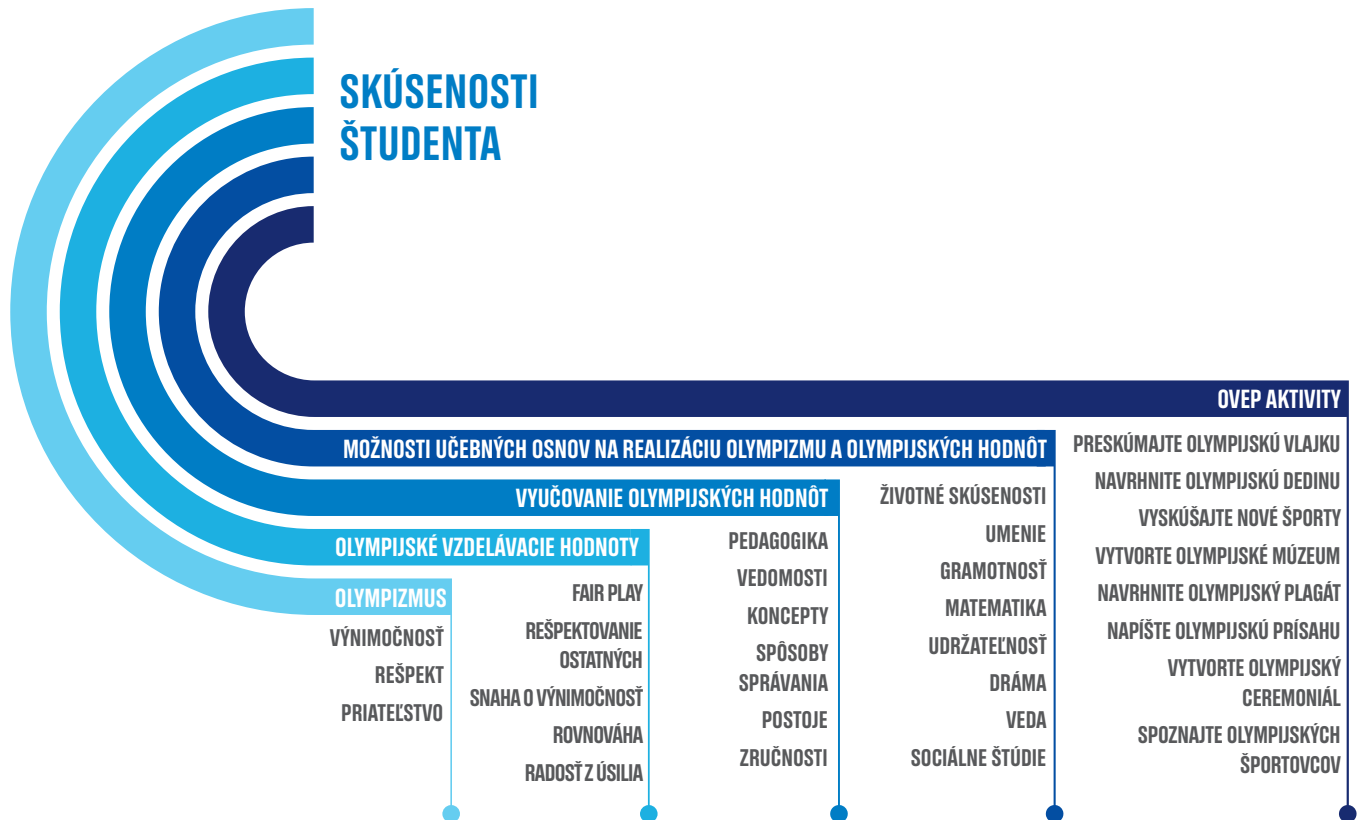 SKÚSENOSTI
ŠTUDENTA
OVEP AKTIVITY
PRESKÚMAJTE OLYMPIJSKÚ VLAJKU
NAVRHNITE OLYMPIJSKÚ DEDINU
VYSKÚŠAJTE NOVÉ ŠPORTY
VYTVORTE OLYMPIJSKÉ MÚZEUM
NAVRHNITE OLYMPIJSKÝ PLAGÁT
NAPÍŠTE OLYMPIJSKÚ PRÍSAHU
VYTVORTE OLYMPIJSKÝ
CEREMONIÁL
SPOZNAJTE OLYMPIJSKÝCH
ŠPORTOVCOV
MOŽNOSTI UČEBNÝCH OSNOV NA REALIZÁCIU OLYMPIZMU A OLYMPIJSKÝCH HODNÔT
ŽIVOTNÉ SKÚSENOSTI
UMENIE
GRAMOTNOSŤ
MATEMATIKA
UDRŽATEĽNOSŤ
DRÁMA
VEDA
SOCIÁLNE ŠTÚDIE
VYUČOVANIE OLYMPIJSKÝCH HODNÔT
PEDAGOGIKA
VEDOMOSTI
KONCEPTY
SPÔSOBY
SPRÁVANIA
POSTOJE
ZRUČNOSTI
OLYMPIJSKÉ VZDELÁVACIE HODNOTY
FAIR PLAY
REŠPEKTOVANIE
OSTATNÝCH
SNAHA O VÝNIMOČNOSŤ
ROVNOVÁHA
RADOSŤ Z ÚSILIA
OLYMPIZMUS
VÝNIMOČNOSŤ
REŠPEKT
PRIATEĽSTVO